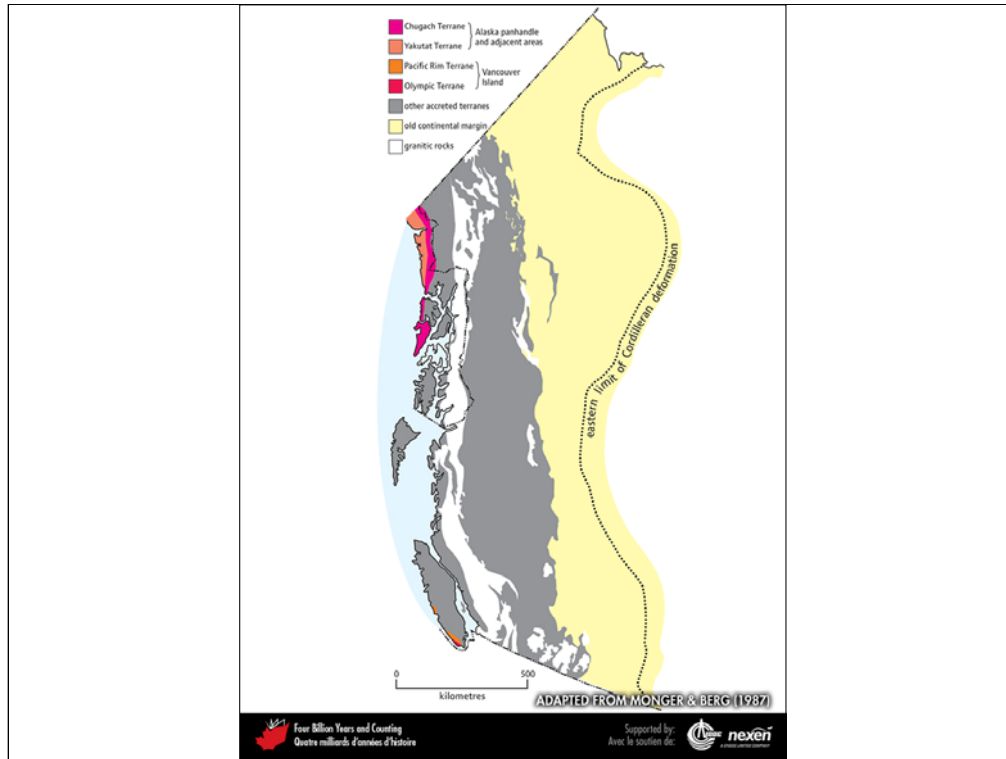 Chugach Terrane
Yakutat Terrane
Alaska panhandle
and adjacent areas
Pacific Rim Terrane
Olympic Terrane
Vancouver
Island
other accreted terranes
old continental margin
granitic rocks
eastern limit of Cordilleran deformation
0 500
kilometres
ADAPTED FROM MONGER & BERG (1987)
Four Billion Years and Counting
Quatre milliards d'années d'histoire
Supported by:
Avec le soutien de:
nexen